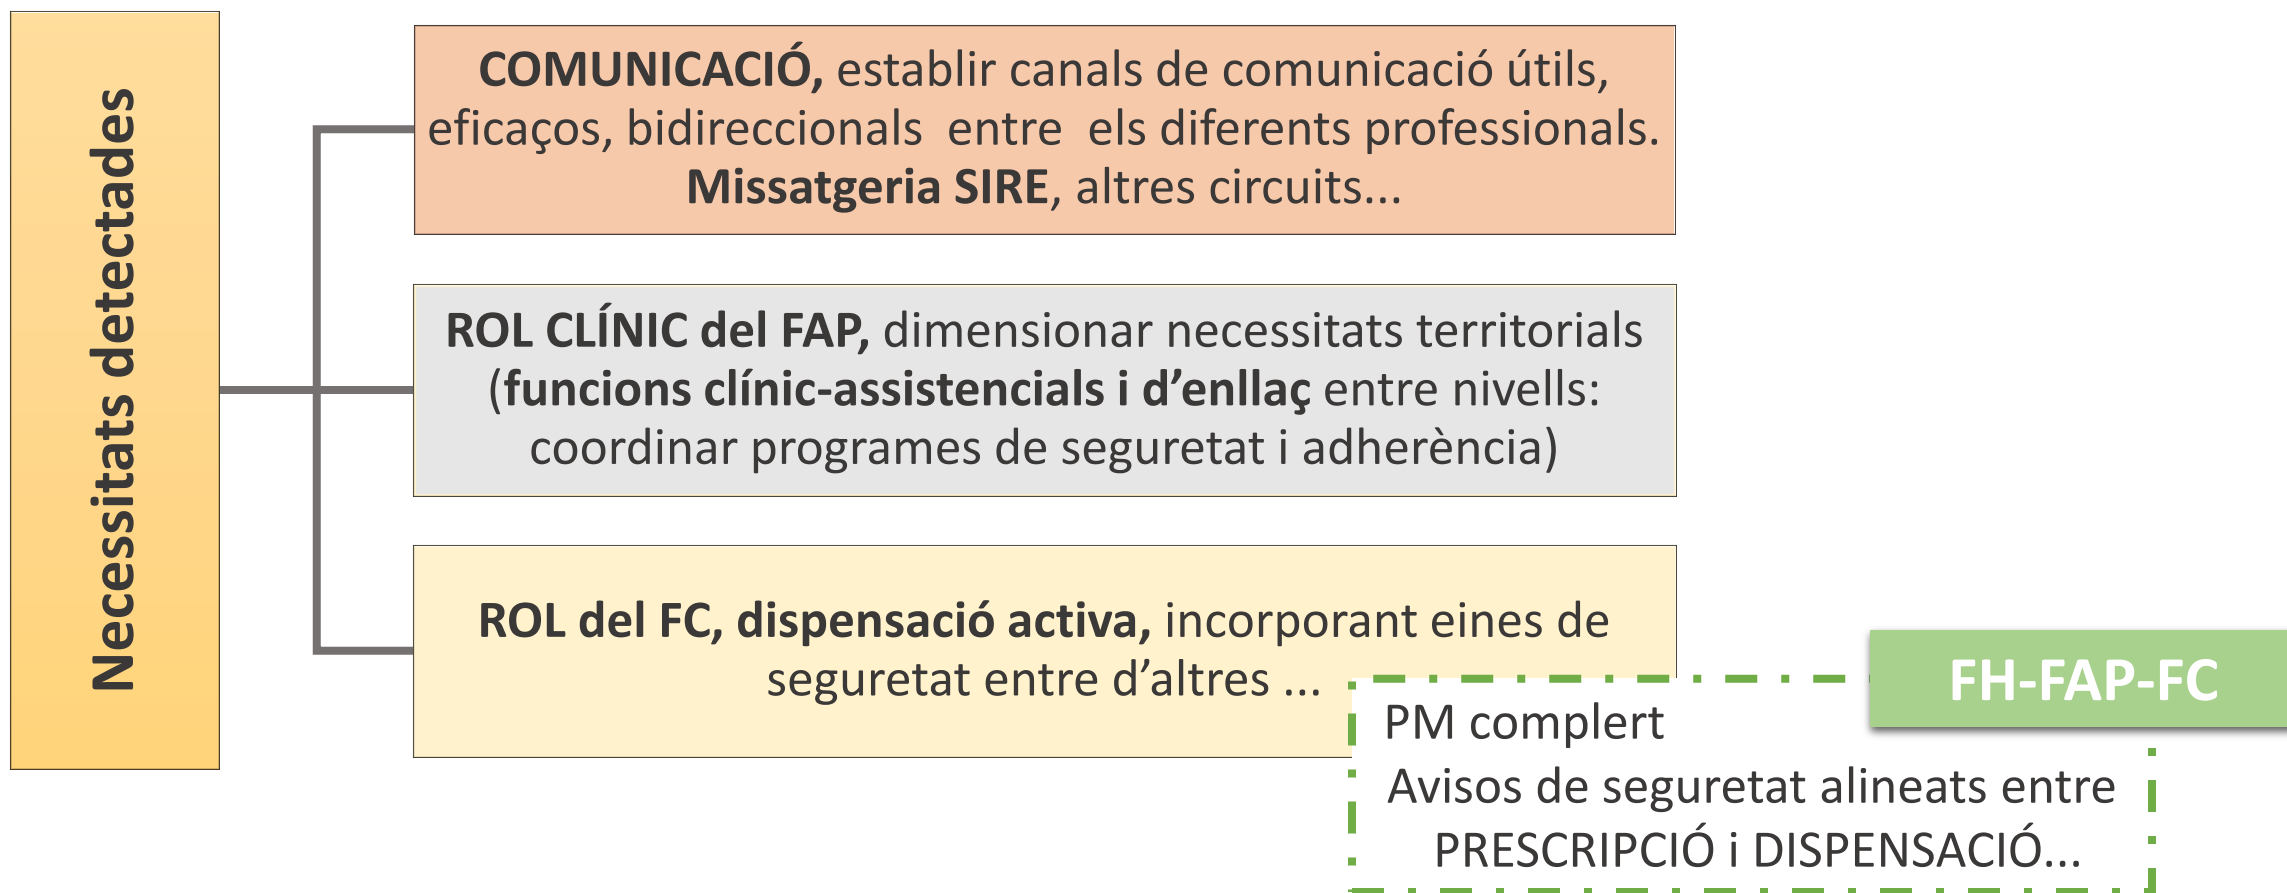 Necessitats detectades
COMUNICACIÓ, establir canals de comunicació útils,
eficaços, bidireccionals entre els diferents professionals.
Missatgeria SIRE, altres circuits...
ROL CLÍNIC del FAP, dimensionar necessitats territorials
(funcions clínic-assistencials i d’enllaç entre nivells:
coordinar programes de seguretat i adherència)
ROL del FC, dispensació activa, incorporant eines de
seguretat entre d’altres ...
FH-FAP-FC
PM complert
Avisos de seguretat alineats entre
PRESCRIPCIÓ i DISPENSACIÓ...